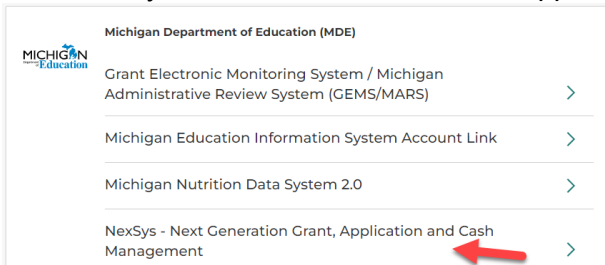 Michigan Department of Education (MDE)
MICHIGAN
Education
Grant Electronic Monitoring System / Michigan
Administrative Review System (GEMS/MARS)
Michigan Education Information System Account Link
Michigan Nutrition Data System 2.0
NexSys - Next Generation Grant, Application and Cash
Management